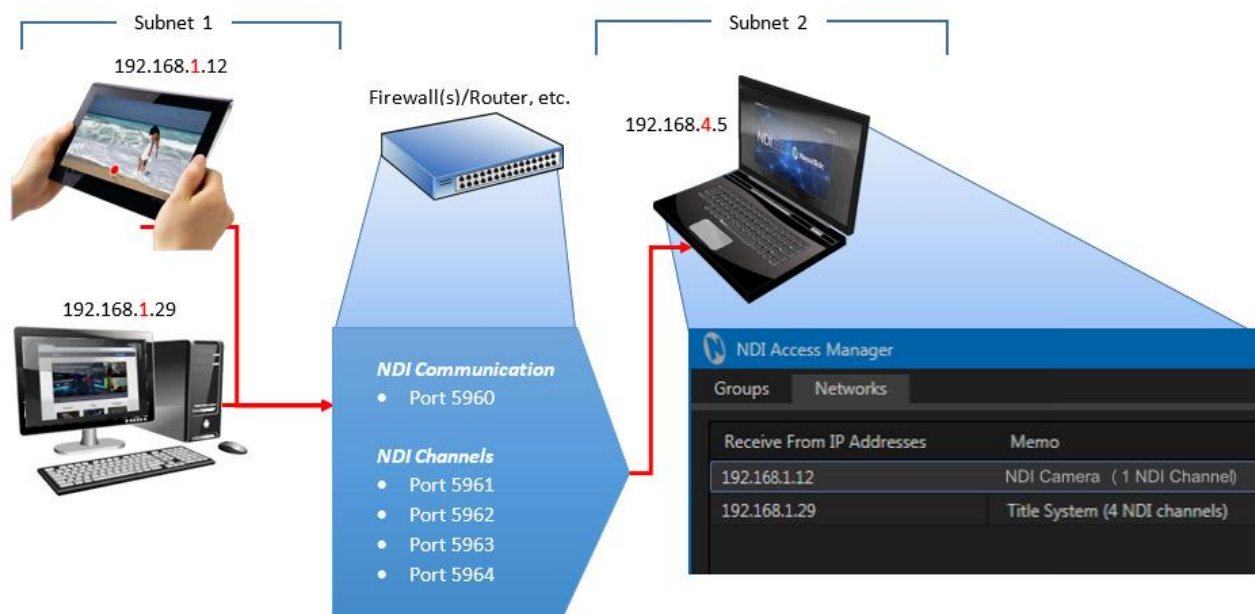 Subnet 1
Subnet 2
192.168.1.12
Firewall(s)/Router, etc.
192.168.4.5
NDI
NewTek
192.168.1.29
NDI Communication
• Port 5960
NDI Channels
• Port 5961
• Port 5962
• Port 5963
• Port 5964
NDI Access Manager
Groups Networks
Receive From IP Addresses Memo
192.168.1.12 NDI Camera ( 1 NDI Channel)
192.168.1.29 Title System (4 NDI channels)